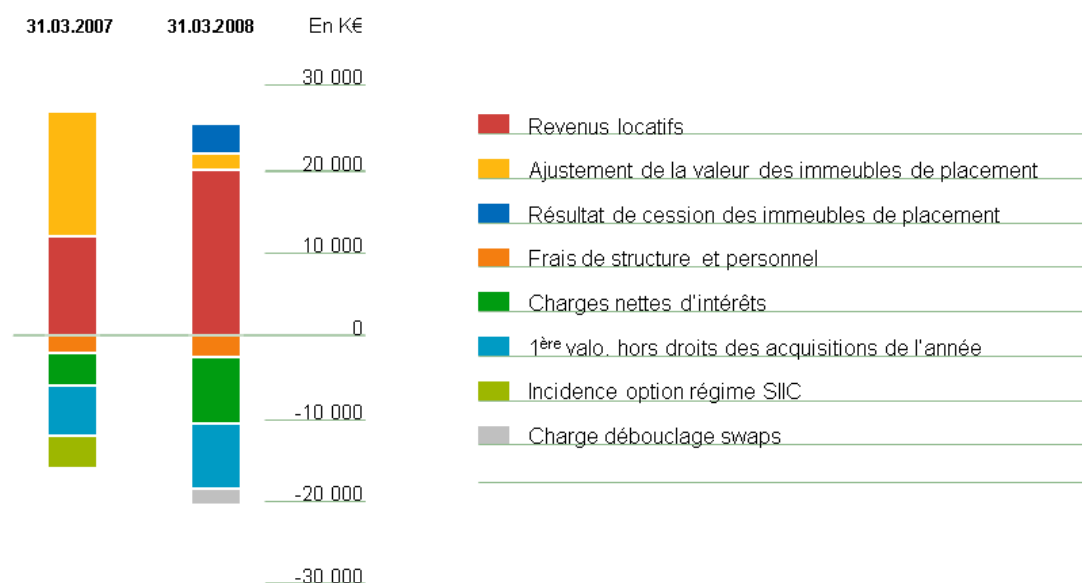 31.03.2007 31.03.2008 En K€
30 000
20 000
10 000
0
-10 000
-20 000
-30 000
Revenus locatifs
Ajustement de la valeur des immeubles de placement
Résultat de cession des immeubles de placement
Frais de structure et personnel
Charges nettes d'intérêts
1ère valo. hors droits des acquisitions de l'année
Incidence option régime SIIC
Charge débouclage swaps